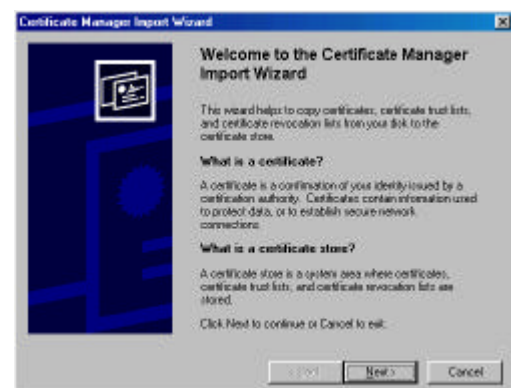 Certificate Manager Import Wizard
Welcome to the Certificate Manager
Import Wizard
This wizard helps to copy certificates, certificate trust lists,
and certificate revocation lists from your disk to the
certificate store.
What is a certificate?
A certificate is a confirmation of your identity issued by a
certification authority. Certificates contain information used
to protect data, or to establish secure network
connections.
What is a certificate store?
A certificate store is a system area where certificates,
certificate trust lists, and certificate revocation lists are
stored.
Click Next to continue or Cancel to exit.
< Back
Next >
Cancel